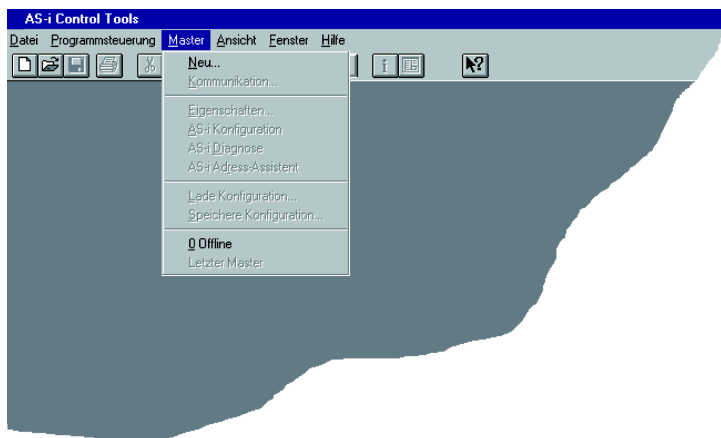 AS-i Control Tools
Datei Programmsteuerung Master Ansicht Fenster Hilfe
Neu...
Kommunikation...
Eigenschaften...
AS-i Konfiguration
AS-i Diagnose
AS-i Adress-Assistent
Lade Konfiguration...
Speichere Konfiguration...
0 Offline
Letzter Master